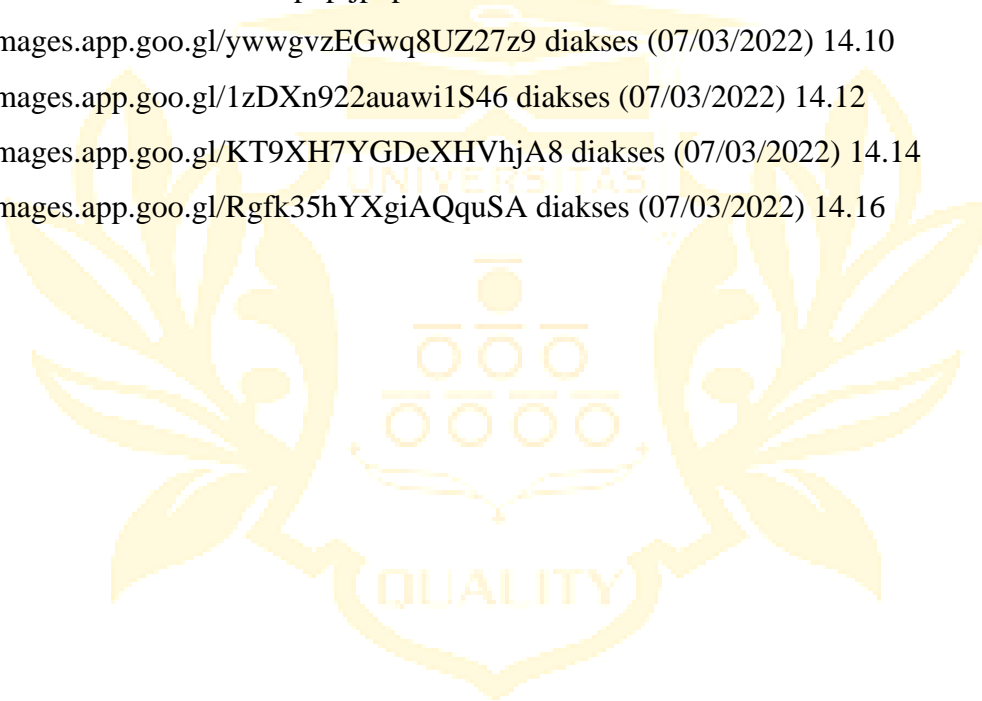 mages.app.goo.gl/ywwgvzEGwq8UZ27z9 diakses (07/03/2022) 14.10
mages.app.goo.gl/1zDXn922auawi1S46 diakses (07/03/2022) 14.12
mages.app.goo.gl/KT9XH7YGDeXHVhjA8 diakses (07/03/2022) 14.14
UNIVERSITAS
mages.app.goo.gl/Rgfk35hYXgiAQquSA diakses (07/03/2022) 14.16
QUALITY